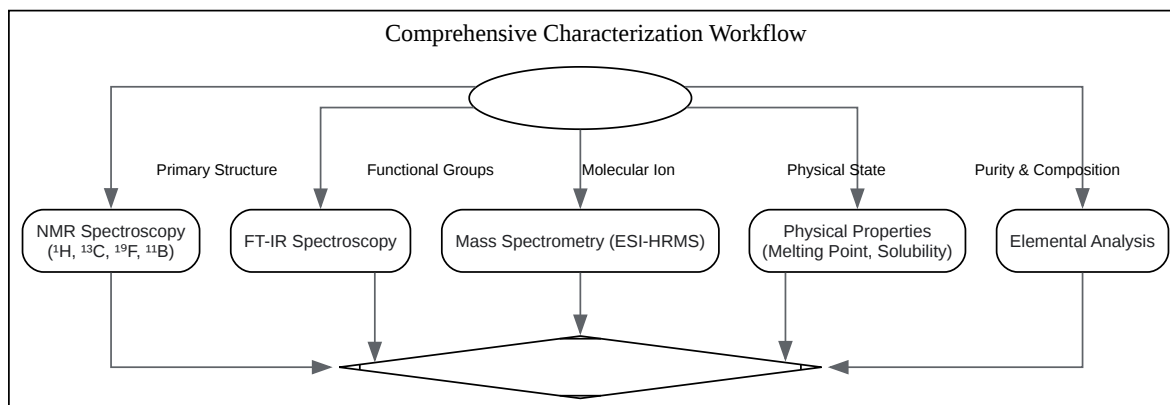 Comprehensive Characterization Workflow
Primary Structure
Functional Groups
Molecular Ion
Physical State
Purity & Composition
NMR Spectroscopy
(¹H, ¹³C, ¹⁹F, ¹¹B)
FT-IR Spectroscopy
Mass Spectrometry (ESI-HRMS)
Physical Properties
(Melting Point, Solubility)
Elemental Analysis